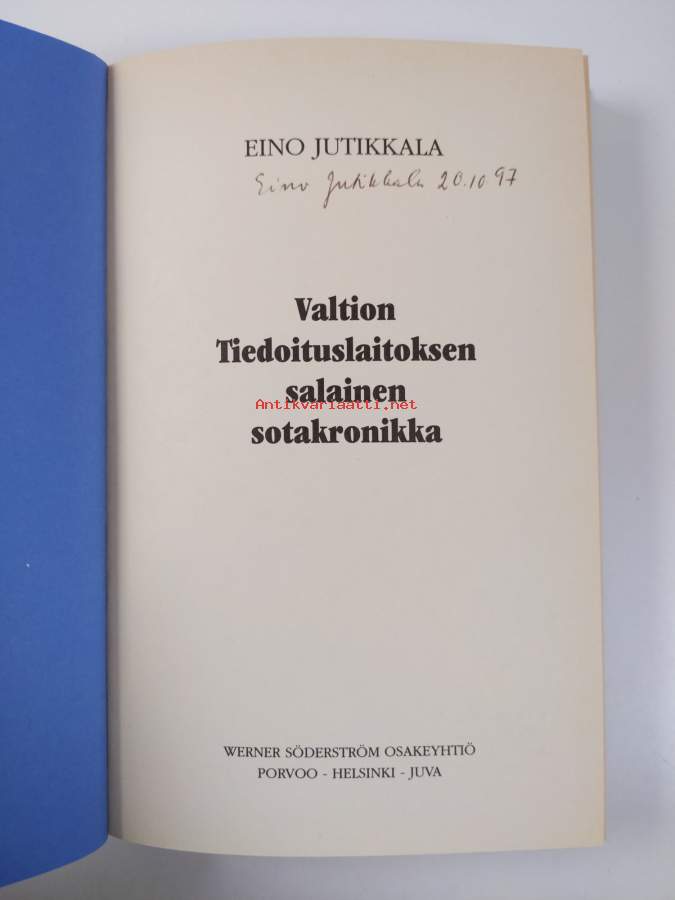 EINO JUTIKKALA
Eino Jutikkala 20.10.97
Valtion
Tiedoituslaitoksen
salainen
Antikvariaatti.net
sotakronikka
WERNER SÖDERSTRÖM OSAKEYHTIÖ
PORVOO - HELSINKI - JUVA